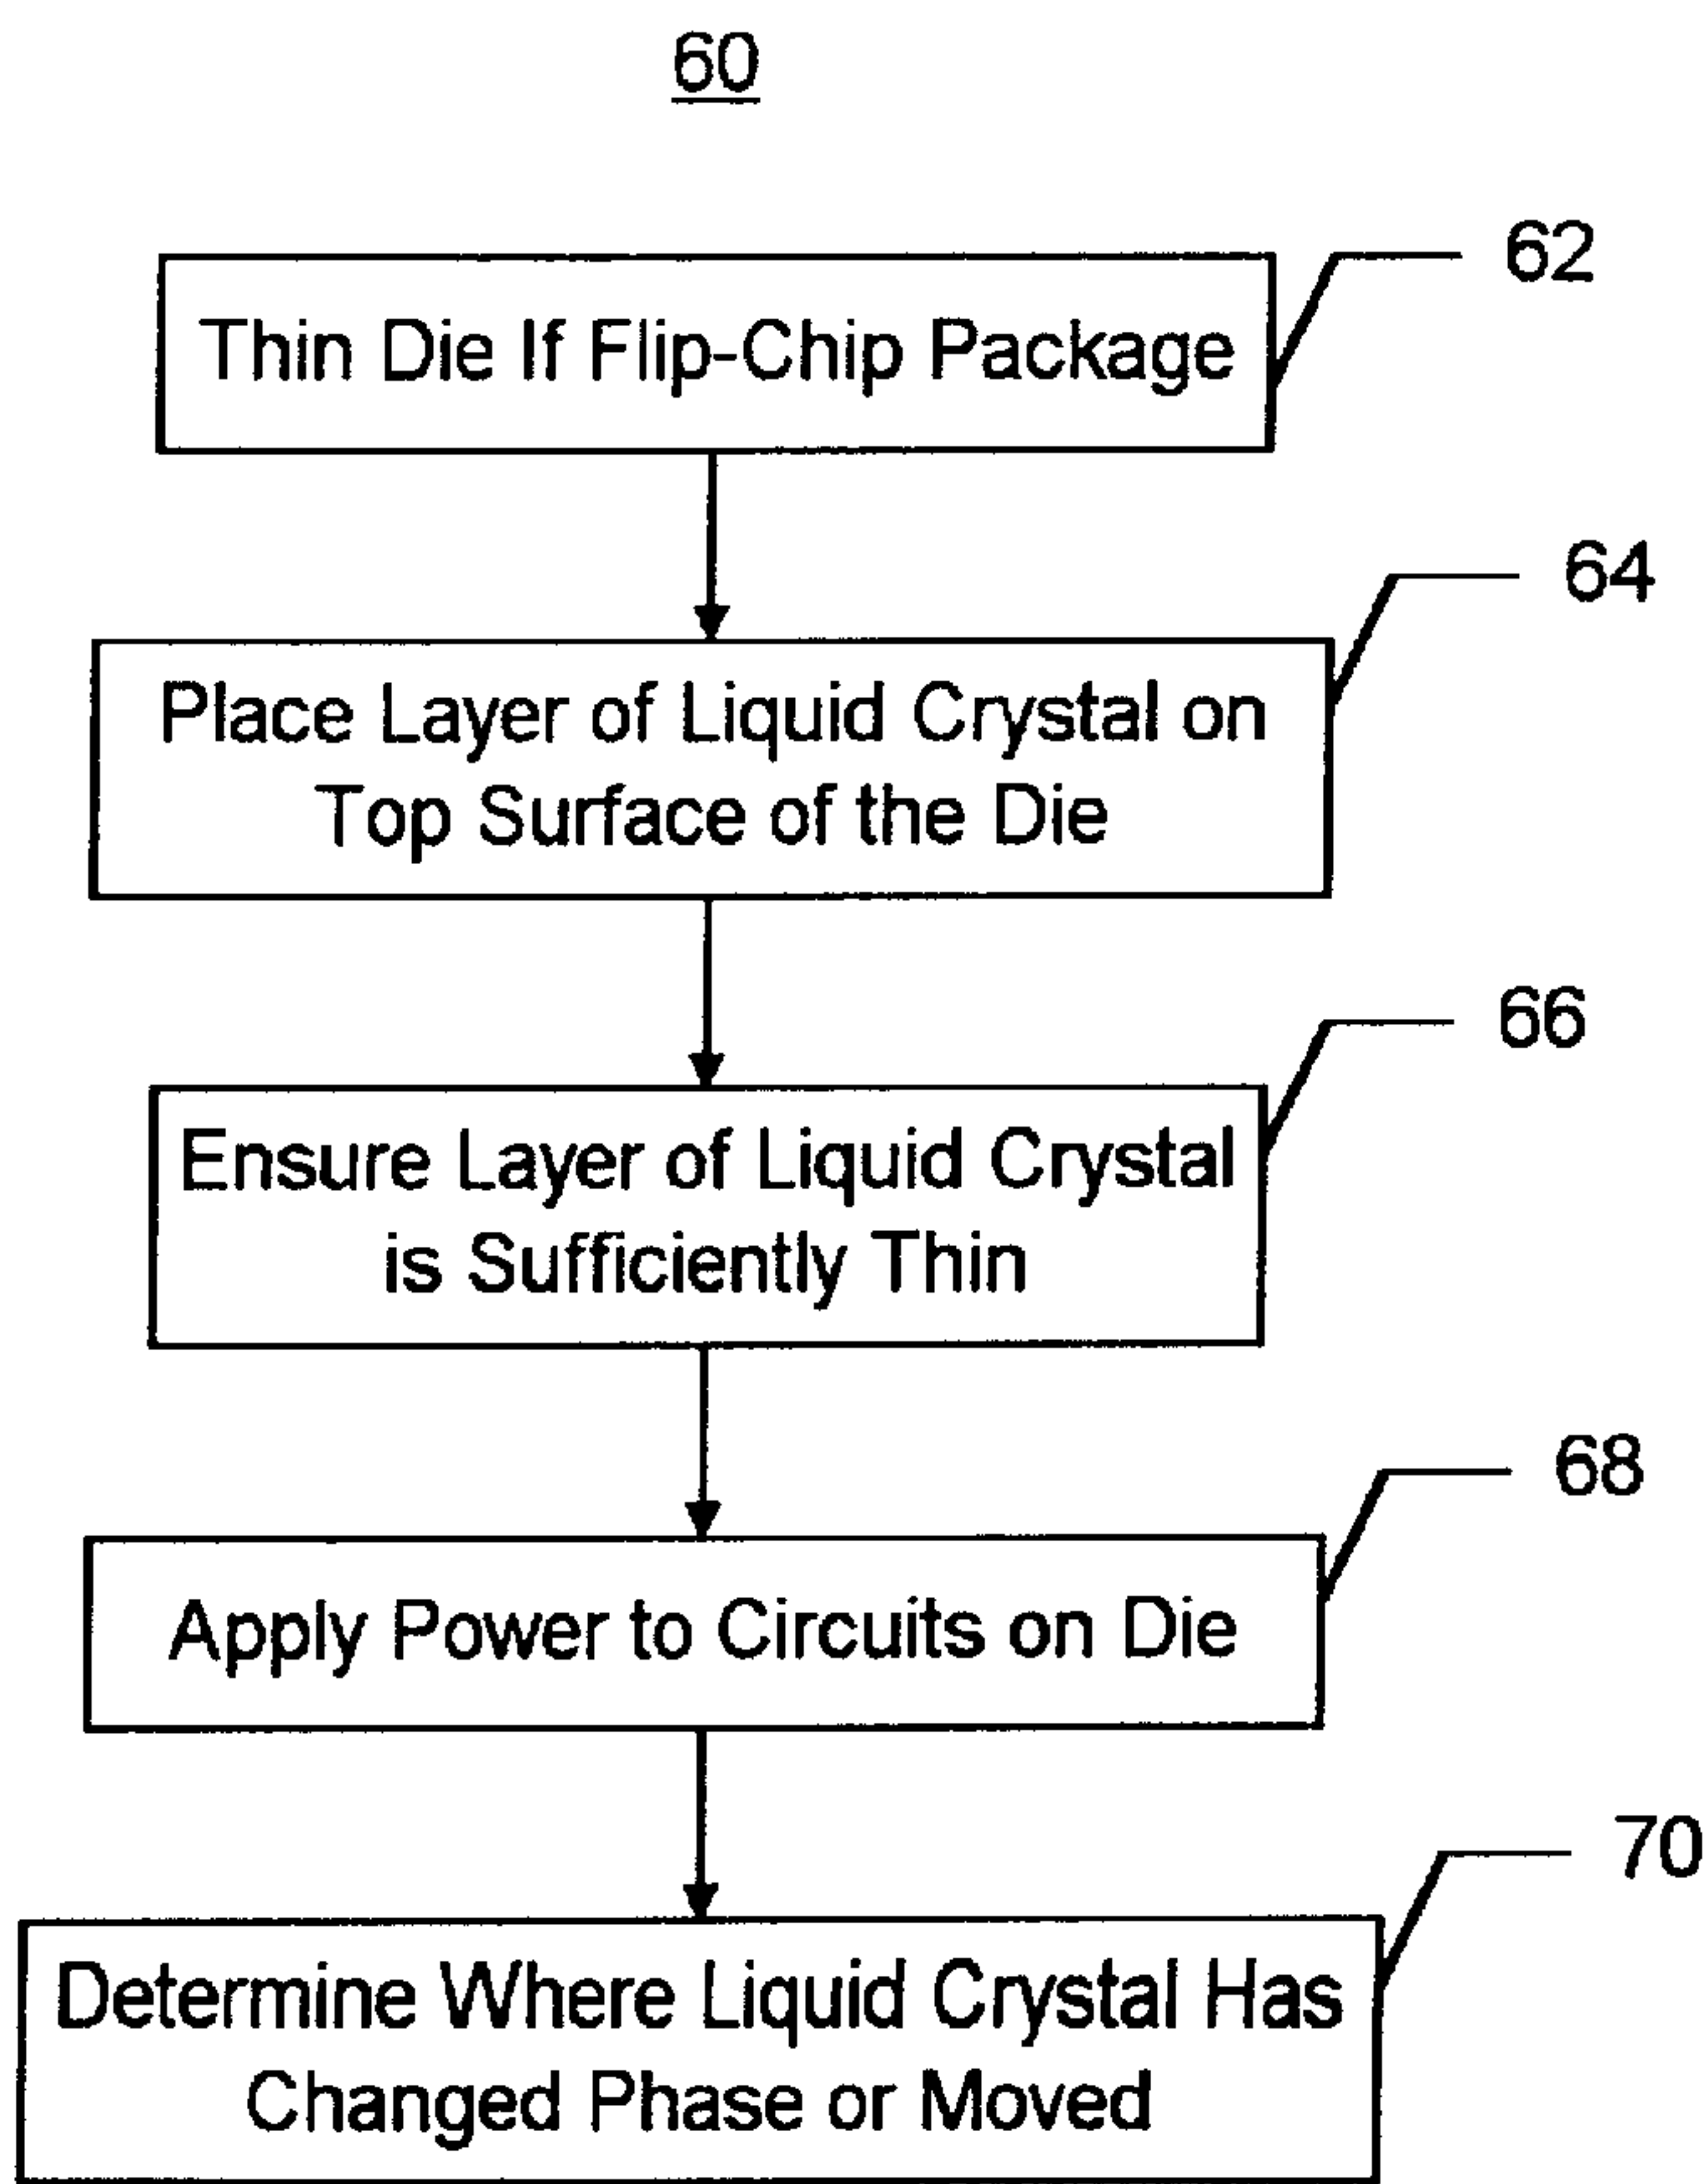 60
62
Thin Die If Flip-Chip Package
64
Place Layer of Liquid Crystal on
Top Surface of the Die
66
Ensure Layer of Liquid Crystal
is Sufficiently Thin
68
Apply Power to Circuits on Die
70
Determine Where Liquid Crystal Has
Changed Phase or Moved